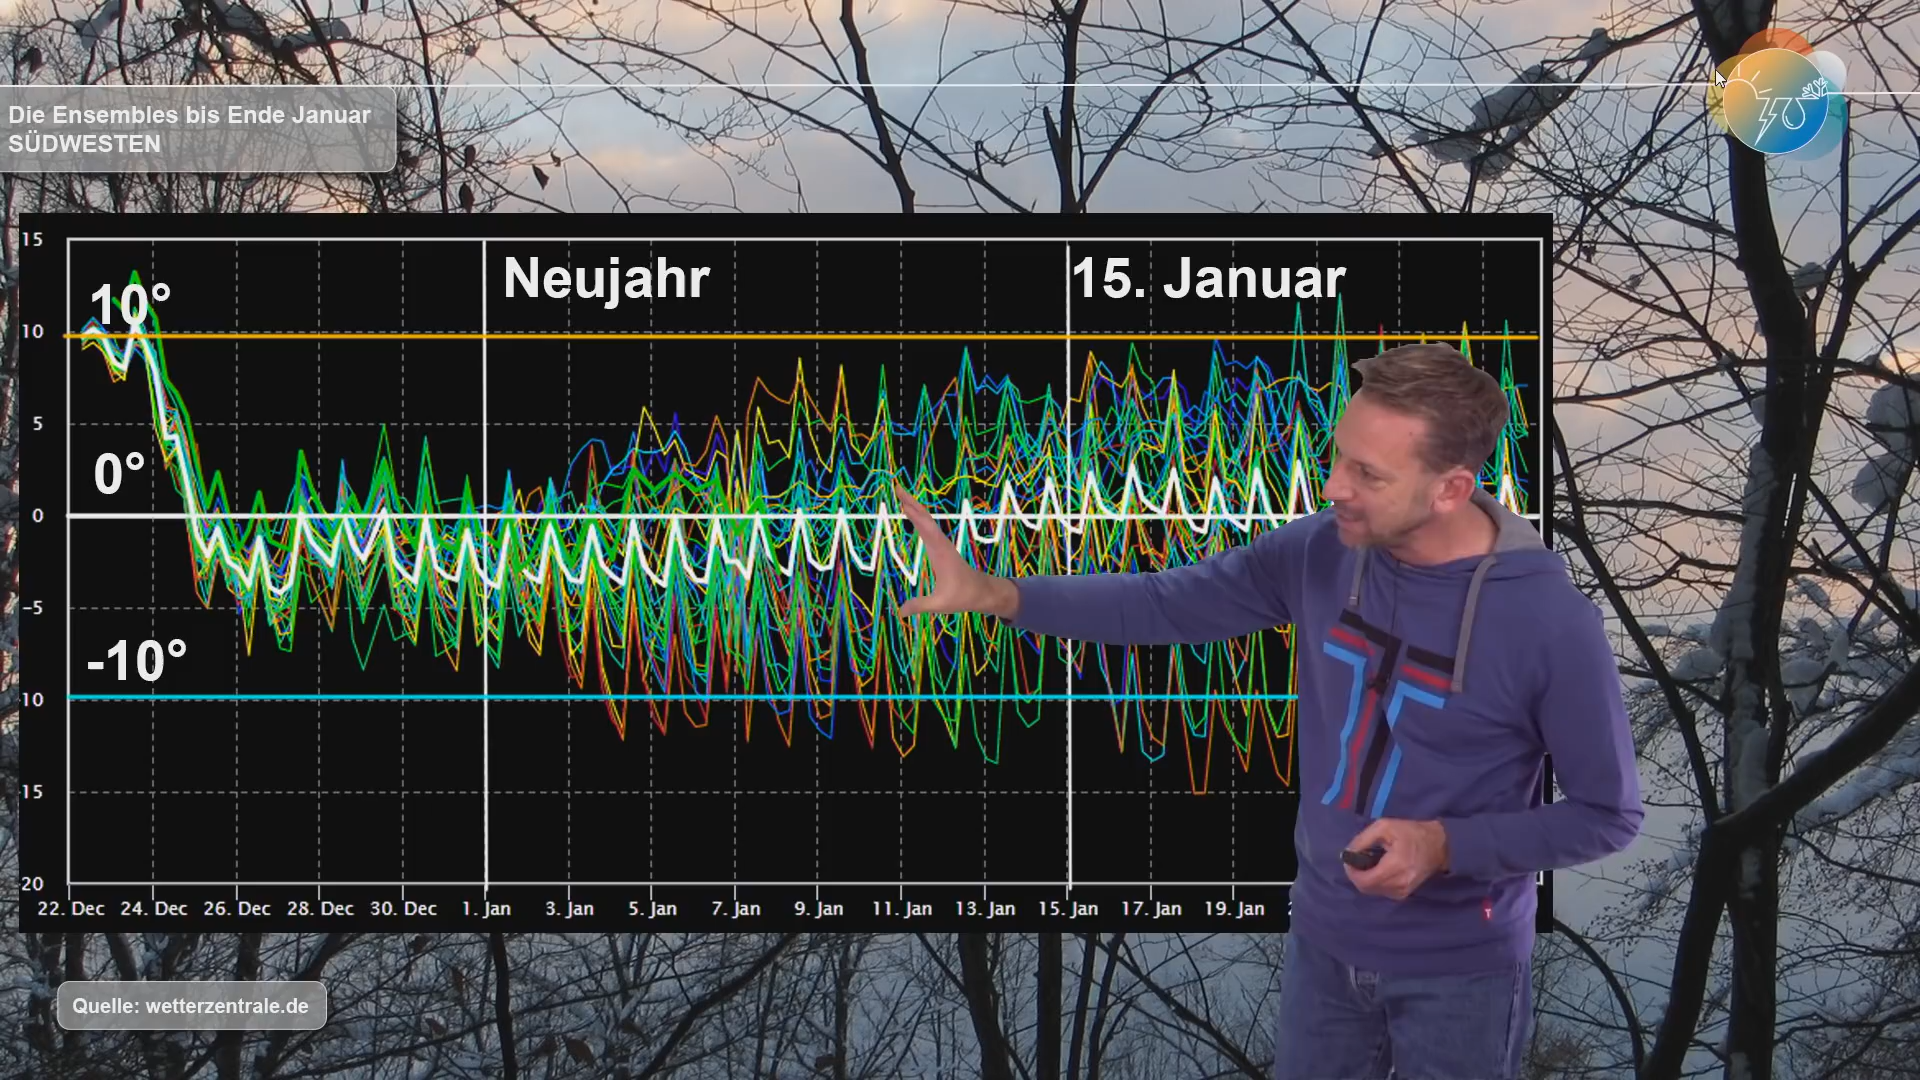 Die Ensembles bis Ende Januar
SÜDWESTEN
15
10°
Neujahr
15. Januar
10
5
0°
0
-5
-10°
-10
15
20
22. Dec 24. Dec 26. Dec 28. Dec 30. Dec 1. Jan 3. Jan 5. Jan 7. Jan 9. Jan 11. Jan 13. Jan 15. Jan 17. Jan 19. Jan
Quelle: wetterzentrale.de